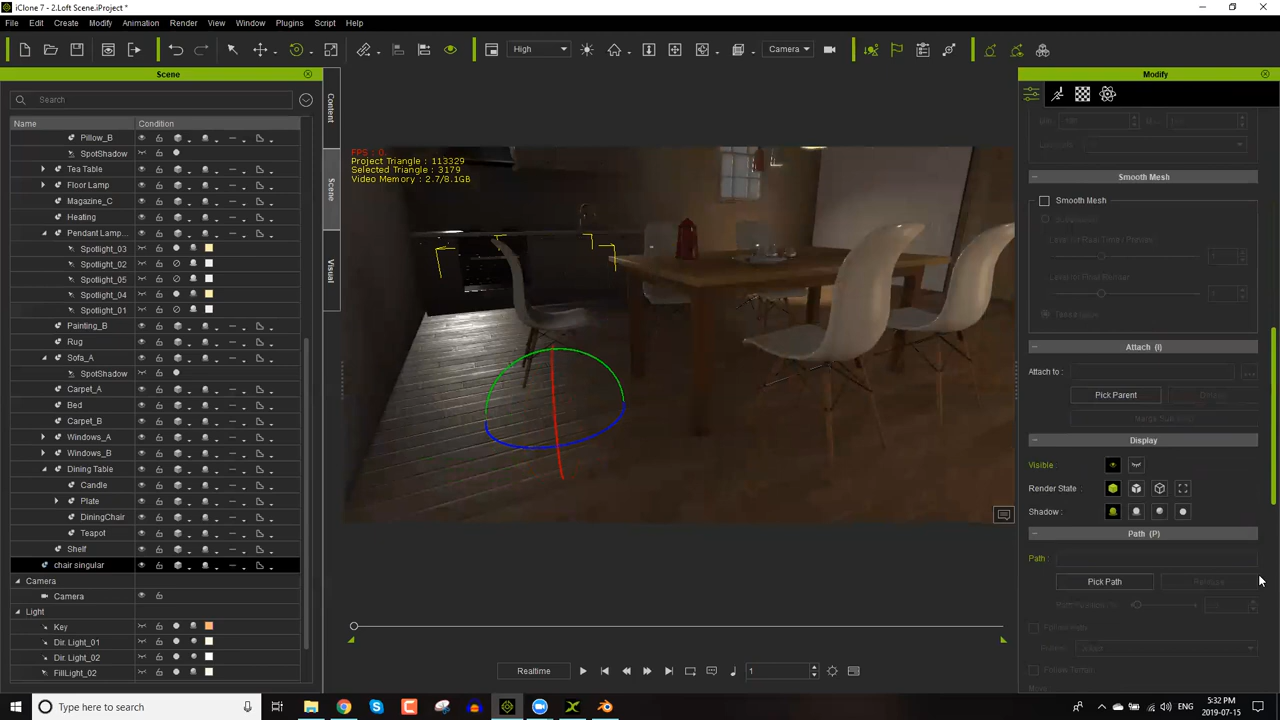 iClone 7 - 2.Loft Scene.iProject *
File Edit Create Modify Animation Render View Window Plugins Script Help
High Camera
Scene
Search
Name Condition
Pillow_B
SpotShadow
Tea Table
Floor Lamp
Magazine_C
Heating
Pendant Lamp...
Spotlight_03
Spotlight_02
Spotlight_05
Spotlight_04
Spotlight_01
Painting_B
Rug
Sofa_A
SpotShadow
Carpet_A
Bed
Carpet_B
Windows_A
Windows_B
Dining Table
Candle
Plate
DiningChair
Teapot
Shelf
chair singular
Camera
Camera
Light
Key
Dir. Light_01
Dir. Light_02
FillLight_02
Content
Scene
Visual
FPS : 0.
Project Triangle : 113329
Selected Triangle : 3179
Video Memory : 2.7/8.1GB
Realtime
1
Modify
Smooth Mesh
Smooth Mesh
Attach (I)
Attach to :
...
Pick Parent
Display
Visible :
Render State :
Shadow :
Path (P)
Path :
Pick Path
Type here to search
5:32 PM
2019-07-15